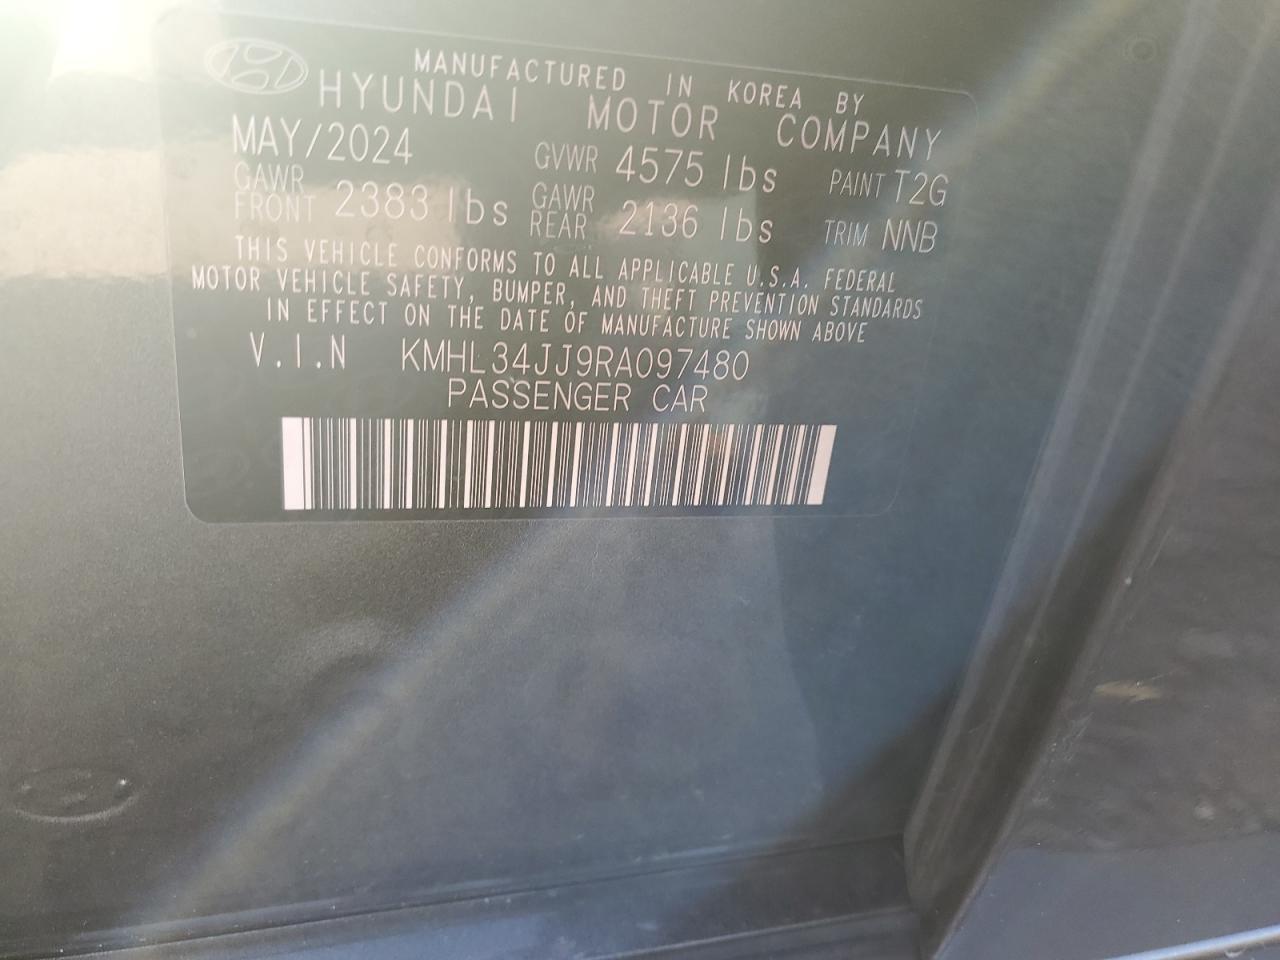 MANUFACTURED IN KOREA BY
HYUNDAI MOTOR COMPANY
MAY/2024 GVWR 4575 lbs PAINT T2G
GAWR FRONT 2383 lbs GAWR REAR 2136 lbs TRIM NNB
THIS VEHICLE CONFORMS TO ALL APPLICABLE U.S.A. FEDERAL
MOTOR VEHICLE SAFETY, BUMPER, AND THEFT PREVENTION STANDARDS
IN EFFECT ON THE DATE OF MANUFACTURE SHOWN ABOVE
V.I.N KMHL34JJ9RA097480
PASSENGER CAR